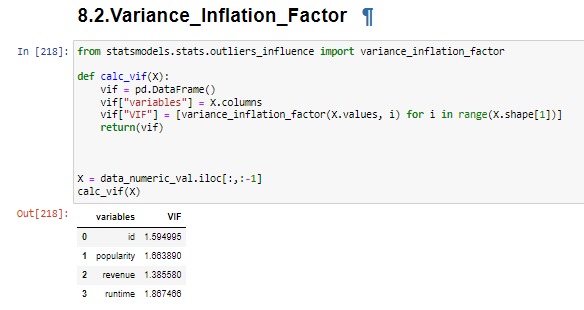 8.2.Variance_Inflation_Factor ¶
In [218]: from statsmodels.stats.outliers_influence import variance_inflation_factor
def calc_vif(X):
vif = pd.DataFrame()
vif["variables"] = X.columns
vif["VIF"] = [variance_inflation_factor(X.values, i) for i in range(X.shape[1])]
return(vif)
X = data_numeric_val.iloc[:,:-1]
calc_vif(X)
Out[218]:
variables VIF
0 id 1.594995
1 popularity 1.663890
2 revenue 1.385580
3 runtime 1.867466